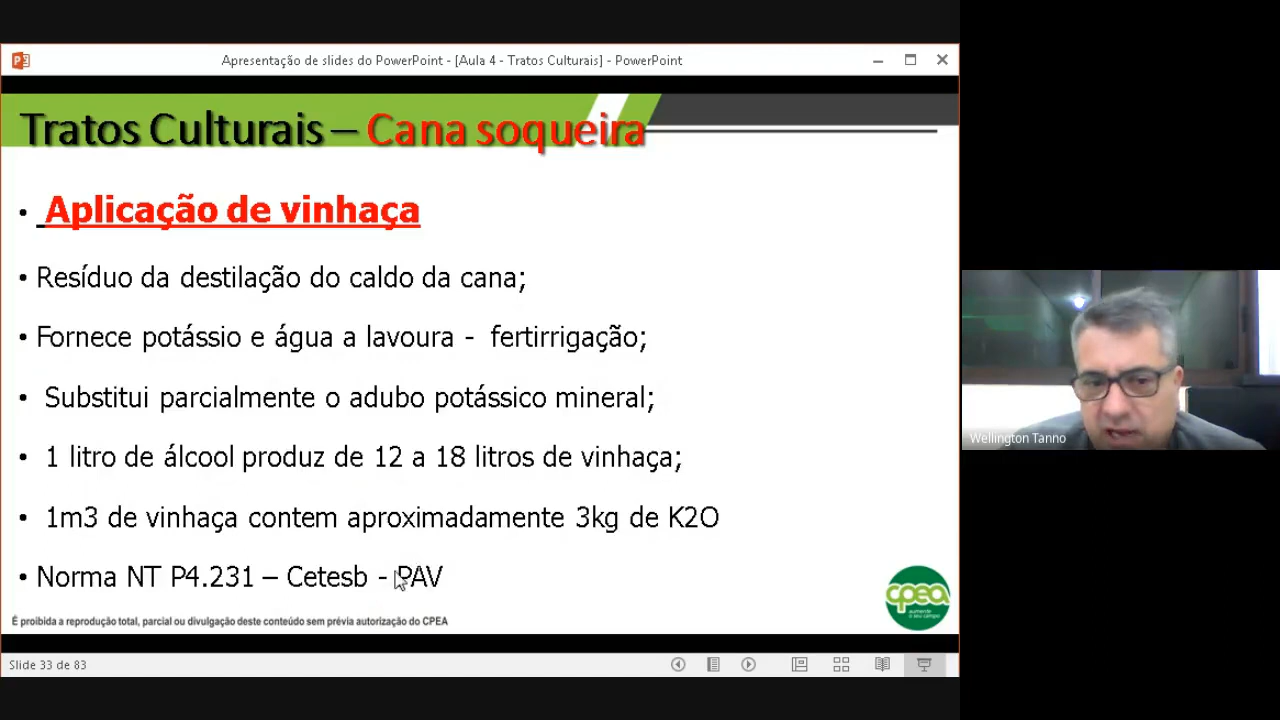 Apresentação de slides do PowerPoint - [Aula 4 - Tratos Culturais] - PowerPoint
Tratos Culturais – Cana soqueira
• Aplicação de vinhaça
• Resíduo da destilação do caldo da cana;
• Fornece potássio e água a lavoura - fertirrigação;
• Substitui parcialmente o adubo potássico mineral;
• 1 litro de álcool produz de 12 a 18 litros de vinhaça;
• 1m3 de vinhaça contem aproximadamente 3kg de K2O
• Norma NT P4.231 – Cetesb - PAV
cpea
aumente
o seu campo
É proibida a reprodução total, parcial ou divulgação deste conteúdo sem prévia autorização do CPEA
Slide 33 de 83
Wellington Tanno